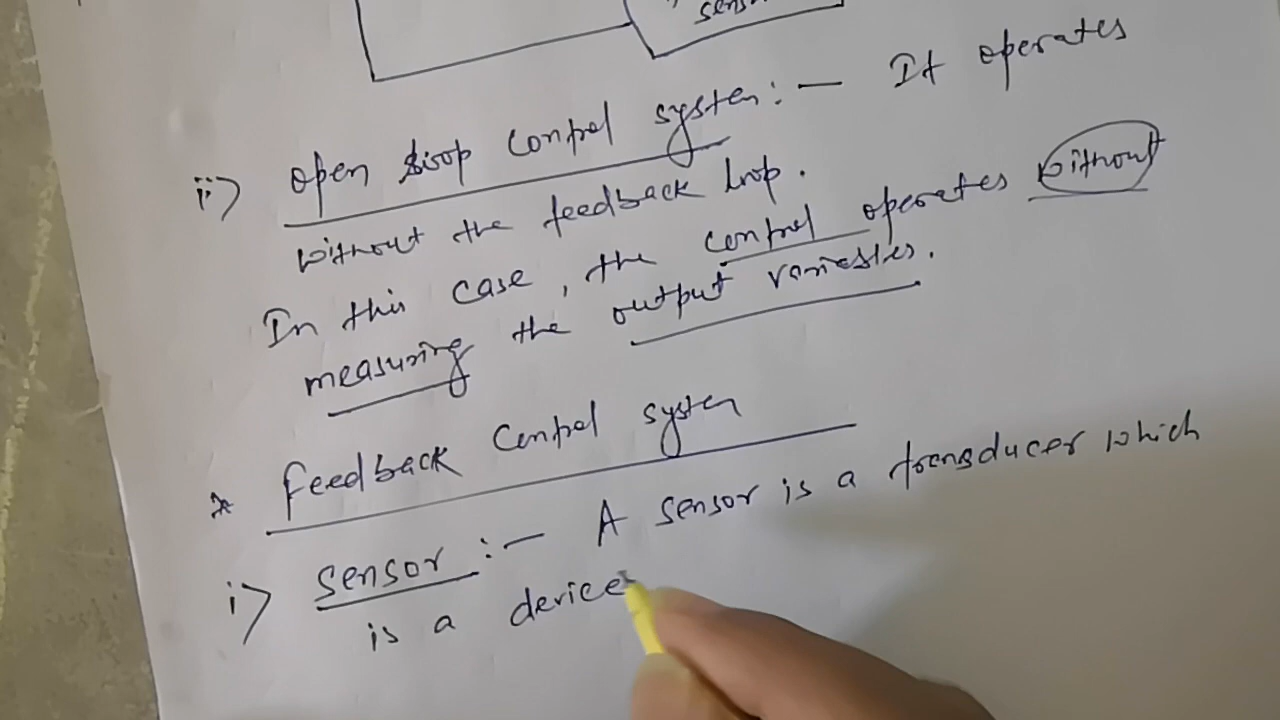 sens
ii) open loop control system :- It operates
without the feedback loop.
In this case, the control operates without
measuring the output variables.
* Feedback control system
i) Sensor :- A sensor is a transducer which
is a device